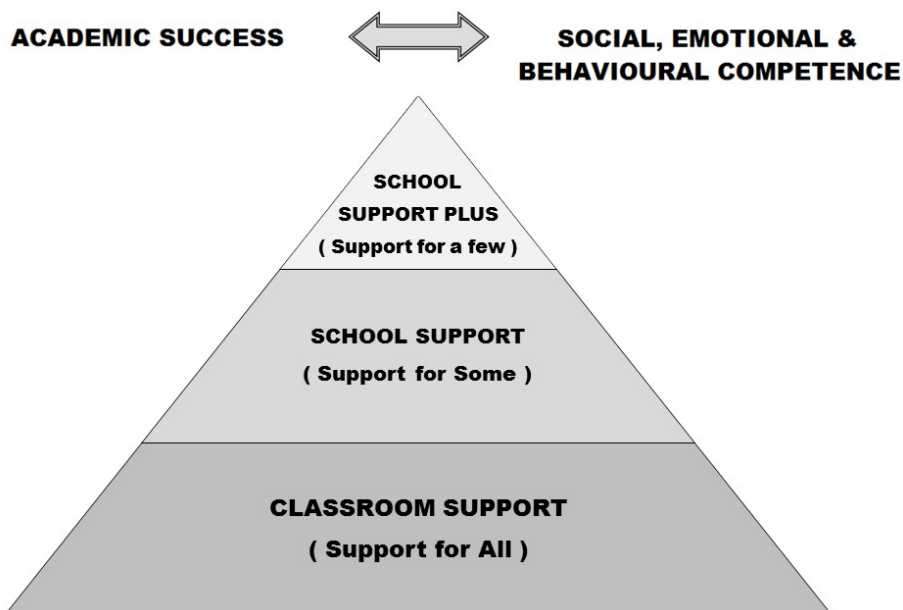 ACADEMIC SUCCESS
SOCIAL, EMOTIONAL &
BEHAVIOURAL COMPETENCE
SCHOOL
SUPPORT PLUS
( Support for a few )
SCHOOL SUPPORT
( Support for Some )
CLASSROOM SUPPORT
( Support for All )